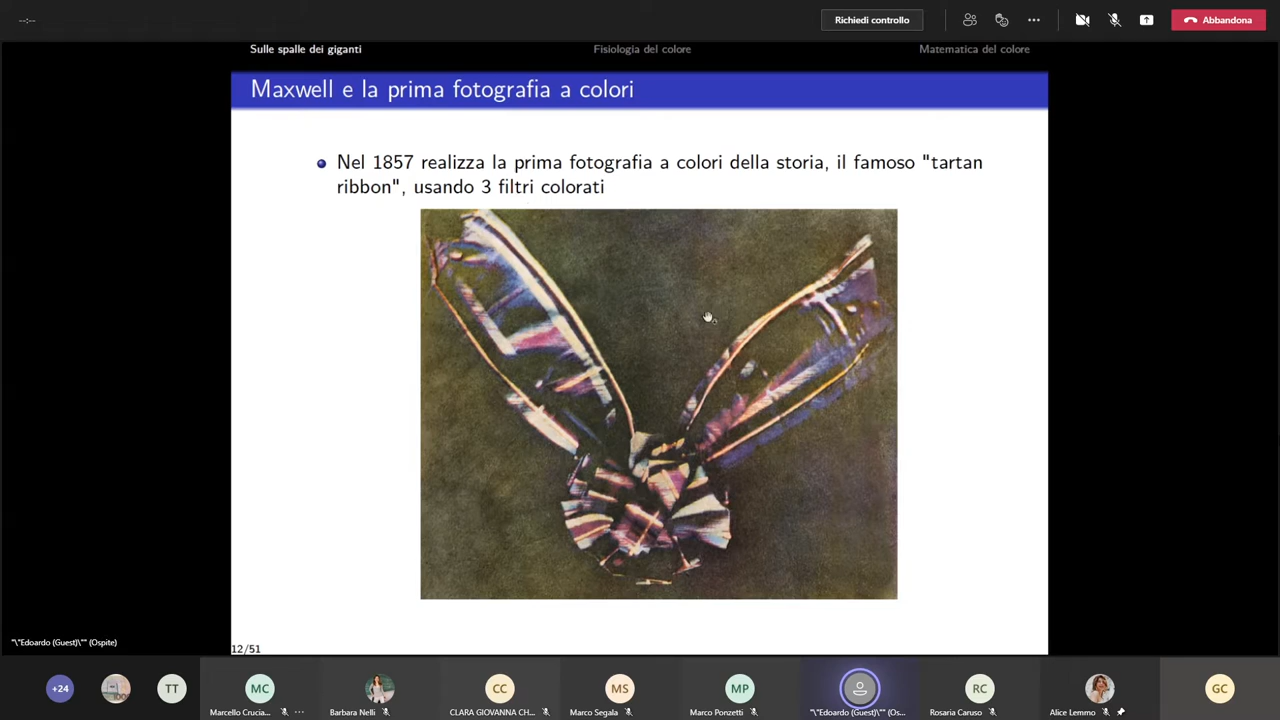 --:--
Richiedi controllo
Abbandona
Sulle spalle dei giganti
Fisiologia del colore
Matematica del colore
Maxwell e la prima fotografia a colori
Nel 1857 realizza la prima fotografia a colori della storia, il famoso "tartan
ribbon", usando 3 filtri colorati
12/51
"\"Edoardo (Guest)\"" (Ospite)
+24
TT
MC
CC
MS
MP
RC
GC
Marcello Crucia...
Barbara Nelli
CLARA GIOVANNA CH...
Marco Segala
Marco Ponzetti
"\"Edoardo (Guest)\"" (Os...
Rosaria Caruso
Alice Lemmo